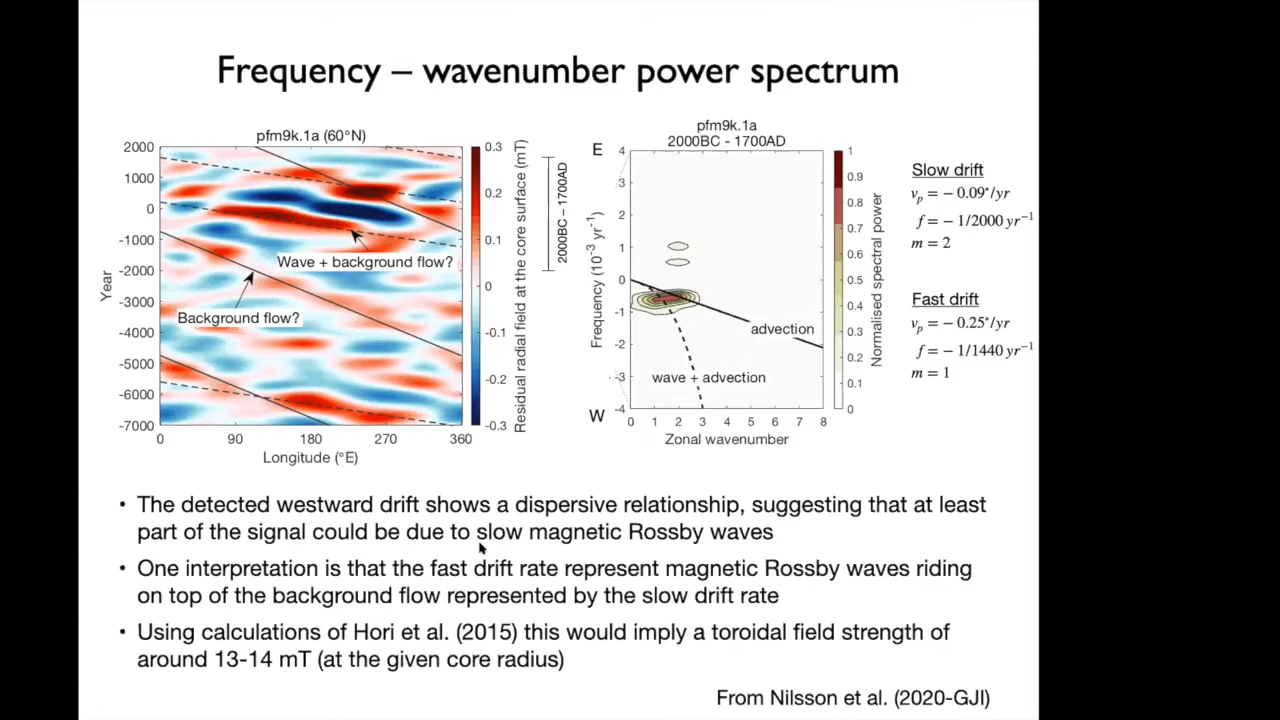 Frequency – wavenumber power spectrum
pfm9k.1a (60°N)
2000
1000
0
-1000
-2000
-3000
-4000
-5000
-6000
-7000
Year
0 90 180 270 360
Longitude (°E)
Wave + background flow?
Background flow?
0.3
0.2
0.1
0
-0.1
-0.2
-0.3
Residual radial field at the core surface (mT)
2000BC – 1700AD
pfm9k.1a
2000BC - 1700AD
E
4
3
2
1
0
-1
-2
-3
-4
W
Frequency (10⁻³ yr⁻¹)
advection
wave + advection
0 1 2 3 4 5 6 7 8
Zonal wavenumber
1
0.9
0.8
0.7
0.6
0.5
0.4
0.3
0.2
0.1
0
Normalised spectral power
Slow drift
vₚ = − 0.09°/yr
f = − 1/2000 yr⁻¹
m = 2
Fast drift
vₚ = − 0.25°/yr
f = − 1/1440 yr⁻¹
m = 1
• The detected westward drift shows a dispersive relationship, suggesting that at least
part of the signal could be due to slow magnetic Rossby waves
• One interpretation is that the fast drift rate represent magnetic Rossby waves riding
on top of the background flow represented by the slow drift rate
• Using calculations of Hori et al. (2015) this would imply a toroidal field strength of
around 13-14 mT (at the given core radius)
From Nilsson et al. (2020-GJI)